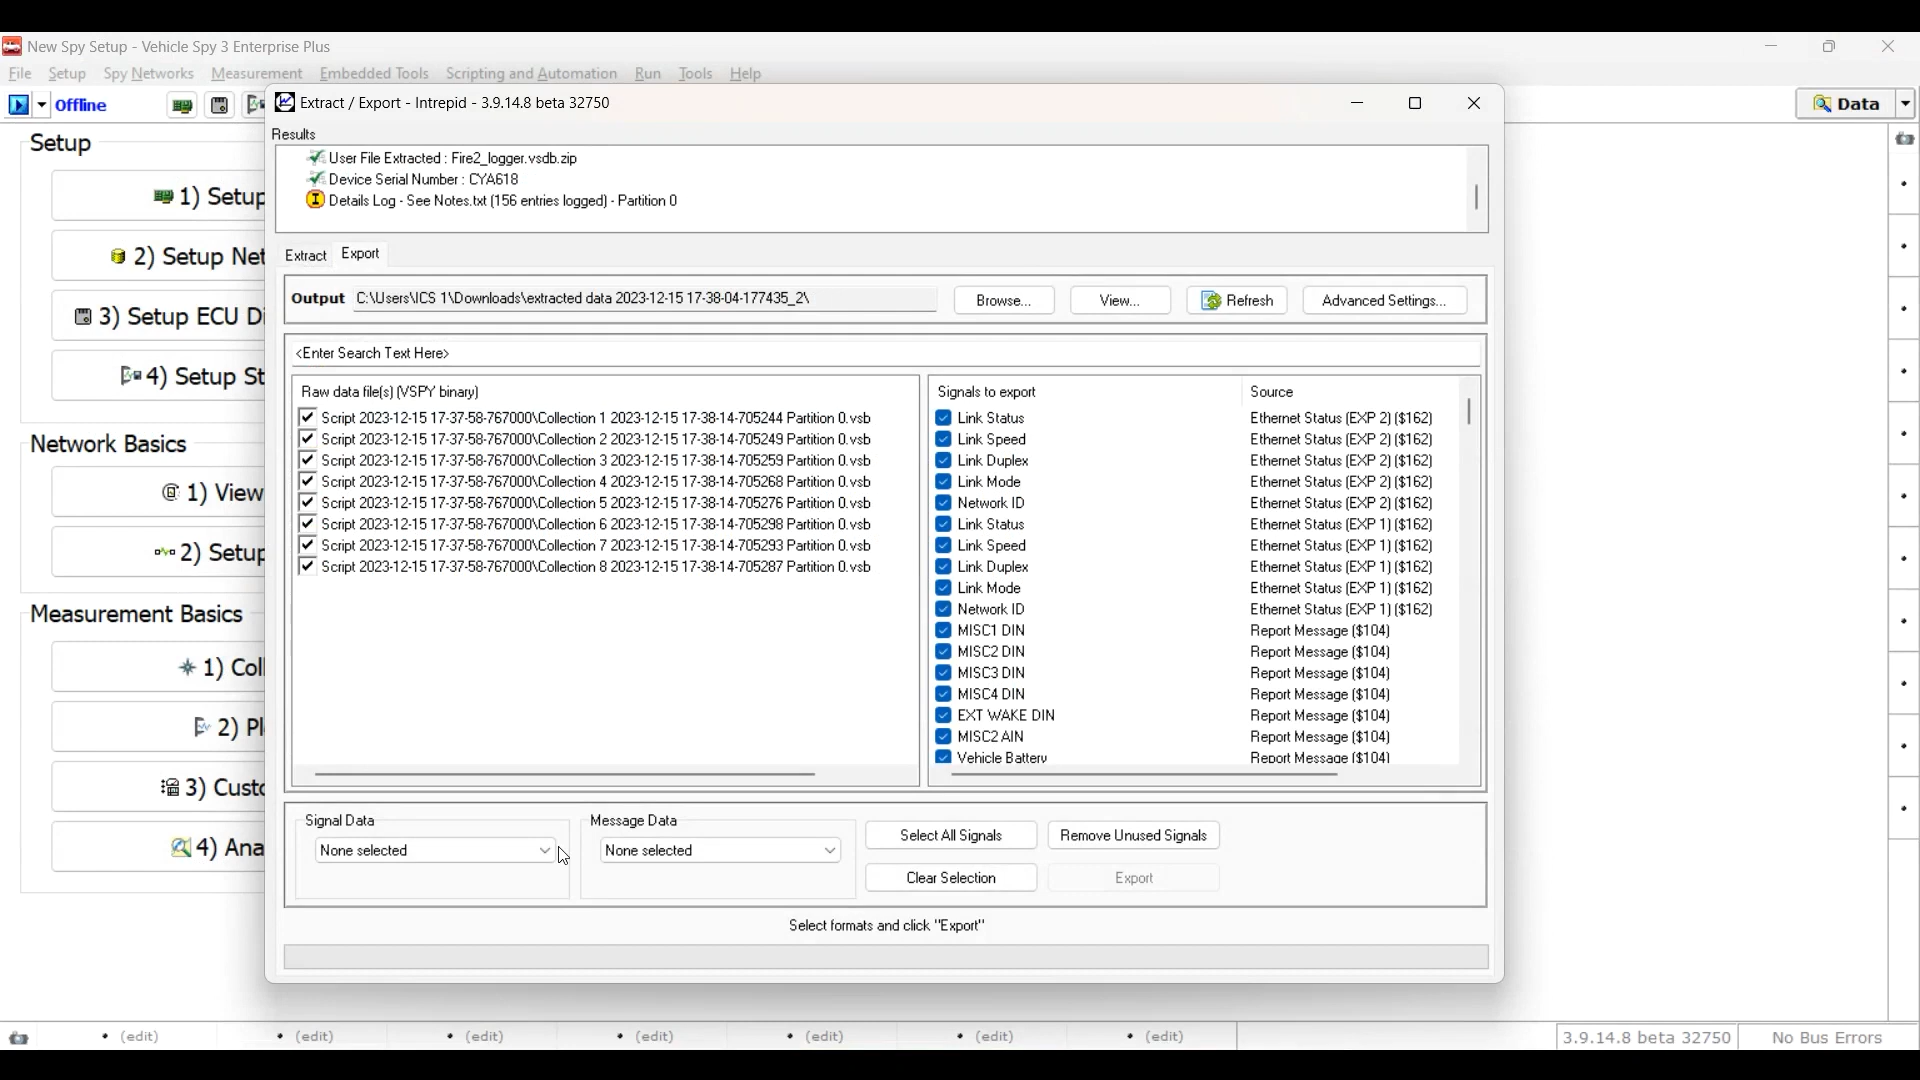 New Spy Setup - Vehicle Spy 3 Enterprise Plus
File Setup Spy Networks Measurement Embedded Tools Scripting and Automation Run Tools Help
Offline
Data
Extract / Export - Intrepid - 3.9.14.8 beta 32750
Results
User File Extracted : Fire2_logger.vsdb.zip
Device Serial Number : CYA618
Details Log - See Notes.txt (156 entries logged) - Partition 0
Extract Export
Output C:\Users\ICS 1\Downloads\extracted data 2023-12-15 17-38-04-177435_2\ Browse... View... Refresh Advanced Settings...
<Enter Search Text Here>
Raw data file(s) (VSPY binary)
Script 2023-12-15 17-37-58-767000\Collection 1 2023-12-15 17-38-14-705244 Partition 0.vsb
Script 2023-12-15 17-37-58-767000\Collection 2 2023-12-15 17-38-14-705249 Partition 0.vsb
Script 2023-12-15 17-37-58-767000\Collection 3 2023-12-15 17-38-14-705259 Partition 0.vsb
Script 2023-12-15 17-37-58-767000\Collection 4 2023-12-15 17-38-14-705268 Partition 0.vsb
Script 2023-12-15 17-37-58-767000\Collection 5 2023-12-15 17-38-14-705276 Partition 0.vsb
Script 2023-12-15 17-37-58-767000\Collection 6 2023-12-15 17-38-14-705298 Partition 0.vsb
Script 2023-12-15 17-37-58-767000\Collection 7 2023-12-15 17-38-14-705293 Partition 0.vsb
Script 2023-12-15 17-37-58-767000\Collection 8 2023-12-15 17-38-14-705287 Partition 0.vsb
Signals to export Source
Link Status Ethernet Status (EXP 2) ($162)
Link Speed Ethernet Status (EXP 2) ($162)
Link Duplex Ethernet Status (EXP 2) ($162)
Link Mode Ethernet Status (EXP 2) ($162)
Network ID Ethernet Status (EXP 2) ($162)
Link Status Ethernet Status (EXP 1) ($162)
Link Speed Ethernet Status (EXP 1) ($162)
Link Duplex Ethernet Status (EXP 1) ($162)
Link Mode Ethernet Status (EXP 1) ($162)
Network ID Ethernet Status (EXP 1) ($162)
MISC1 DIN Report Message ($104)
MISC2 DIN Report Message ($104)
MISC3 DIN Report Message ($104)
MISC4 DIN Report Message ($104)
EXT WAKE DIN Report Message ($104)
MISC2 AIN Report Message ($104)
Vehicle Battery Report Message ($104)
Signal Data
None selected
Message Data
None selected
Select All Signals Remove Unused Signals
Clear Selection Export
Select formats and click "Export"
Setup
1) Setup
2) Setup Net
3) Setup ECU Di
4) Setup St
Network Basics
1) View
2) Setup
Measurement Basics
1) Coll
2) Pl
3) Custo
4) Ana
(edit) (edit) (edit) (edit) (edit) (edit) (edit)
3.9.14.8 beta 32750 No Bus Errors